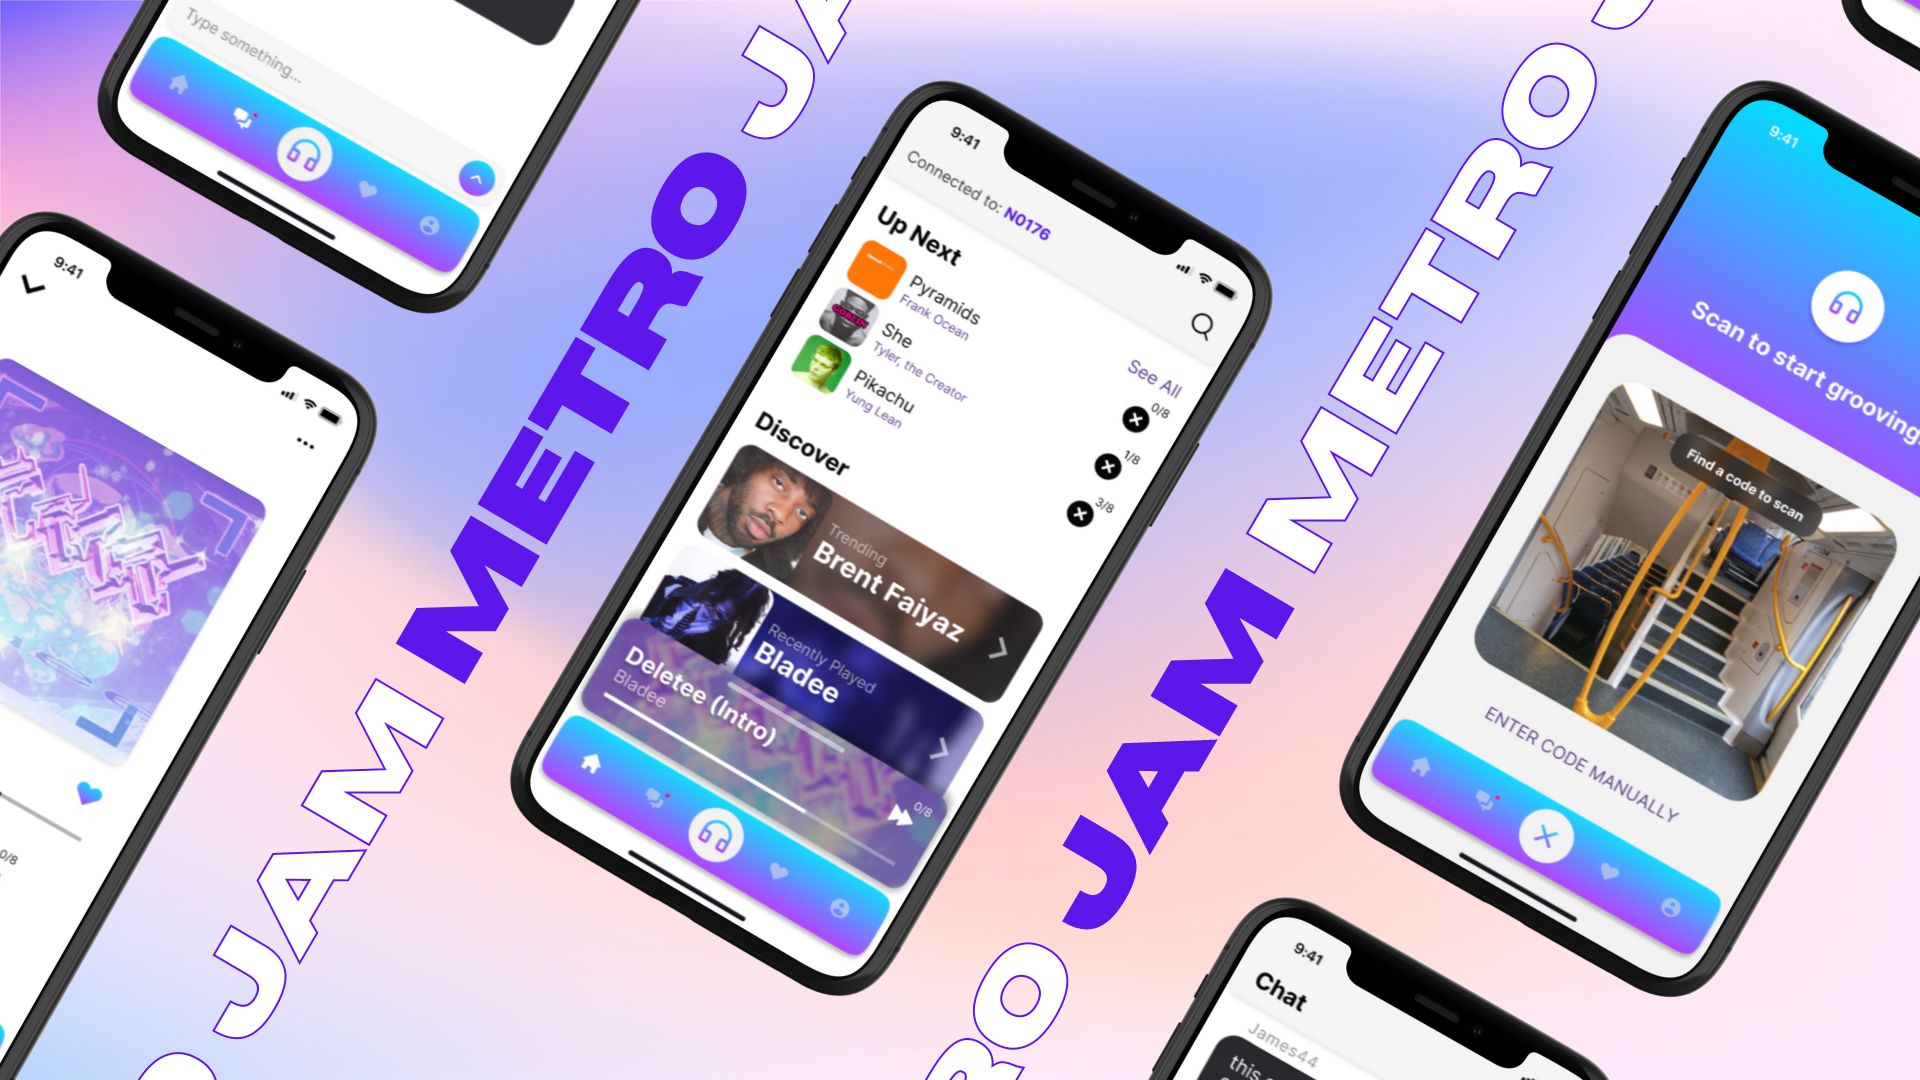 Type something...
9:41
0/8
METRO JAM
9:41
Connected to: N0176
Up Next
See All
Pyramids
Frank Ocean
0/8
She
Tyler, the Creator
1/8
Pikachu
Yung Lean
3/8
Discover
Trending
Brent Faiyaz
Recently Played
Bladee
Deletee (Intro)
Bladee
0/8
METRO JAM
9:41
Scan to start grooving
Find a code to scan
ENTER CODE MANUALLY
9:41
Chat
James44
this